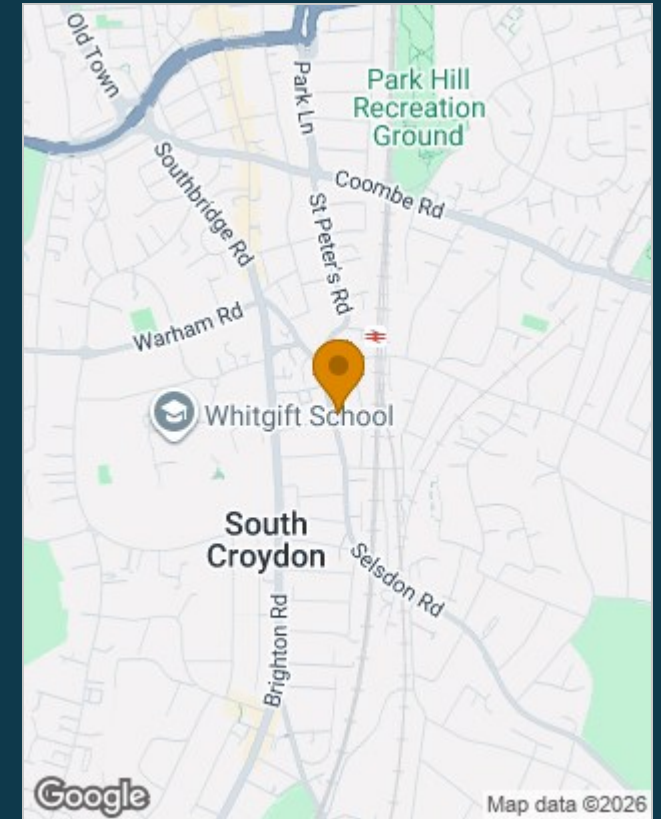 Old Town
Park Ln
Park Hill
Recreation
Ground
Southbridge Rd
Coombe Rd
St Peter's Rd
Warham Rd
Whitgift School
South
Croydon
Selsdon Rd
Brighton Rd
Google
Map data ©2026